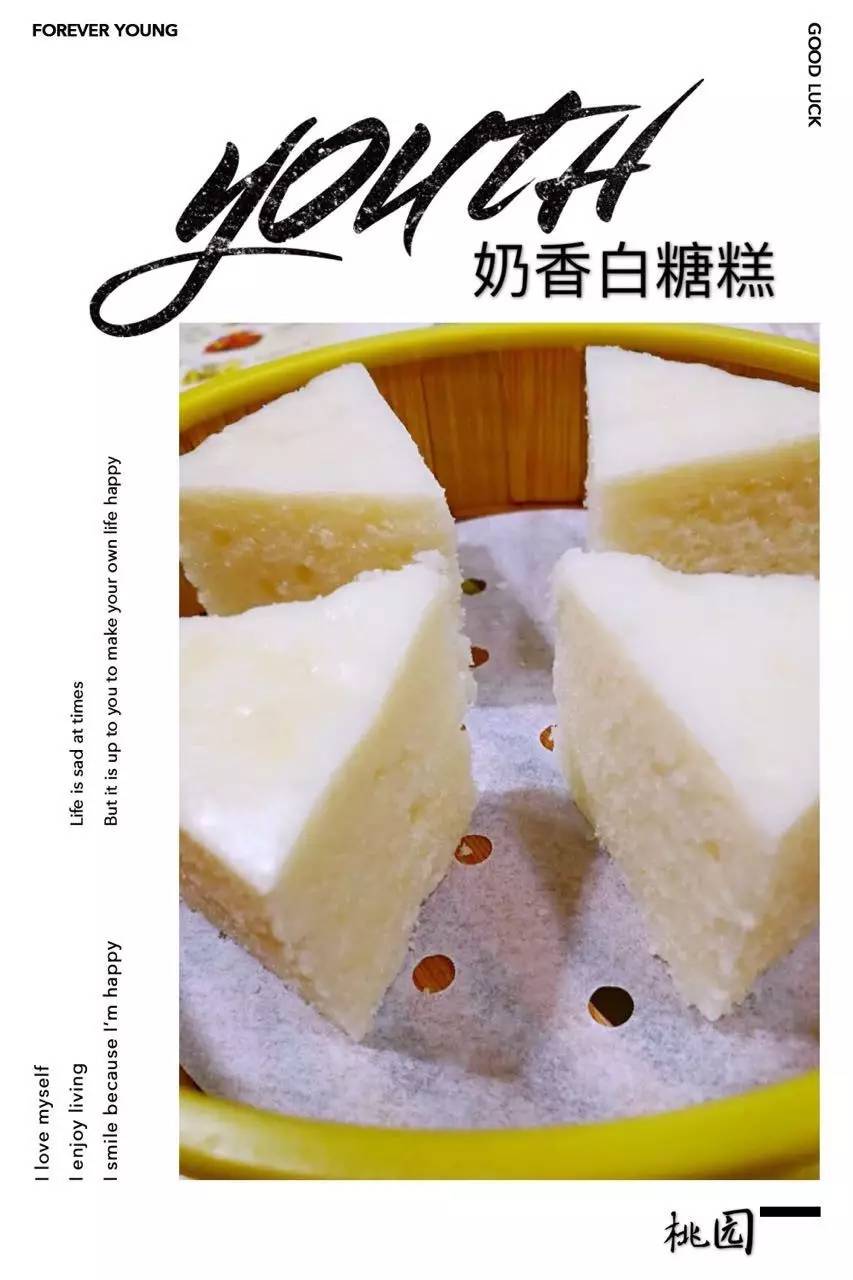 FOREVER YOUNG
GOOD LUCK
youTH
奶香白糖糕
Life is sad at times
But it is up to you to make your own life happy
I love myself
I enjoy living
I smile because I'm happy
桃园